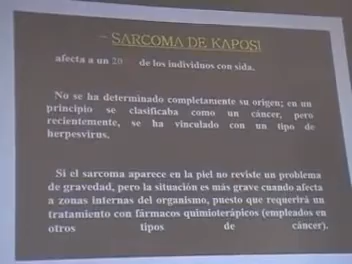 - SARCOMA DE KAPOSI
afecta a un 20 de los individuos con sida.
No se ha determinado completamente su origen; en un
principio se clasificaba como un cáncer, pero
recientemente, se ha vinculado con un tipo de
herpesvirus.
Si el sarcoma aparece en la piel no reviste un problema
de gravedad, pero la situación es más grave cuando afecta
a zonas internas del organismo, puesto que requerirá un
tratamiento con fármacos quimioterápicos (empleados en
otros tipos de cáncer).